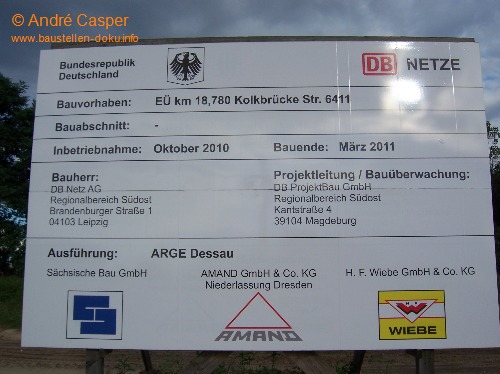 © André Casper
www.baustellen-doku.info
Bundesrepublik
Deutschland
DB NETZE
Bauvorhaben: EÜ km 18,780 Kolkbrücke Str. 6411
Bauabschnitt: -
Inbetriebnahme: Oktober 2010 Bauende: März 2011
Bauherr:
DB Netz AG
Regionalbereich Südost
Brandenburger Straße 1
04103 Leipzig
Projektleitung / Bauüberwachung:
DB ProjektBau GmbH
Regionalbereich Südost
Kantstraße 4
39104 Magdeburg
Ausführung: ARGE Dessau
Sächsische Bau GmbH
AMAND GmbH & Co. KG
Niederlassung Dresden
H. F. Wiebe GmbH & Co. KG
AMAND
H F
W
WIEBE